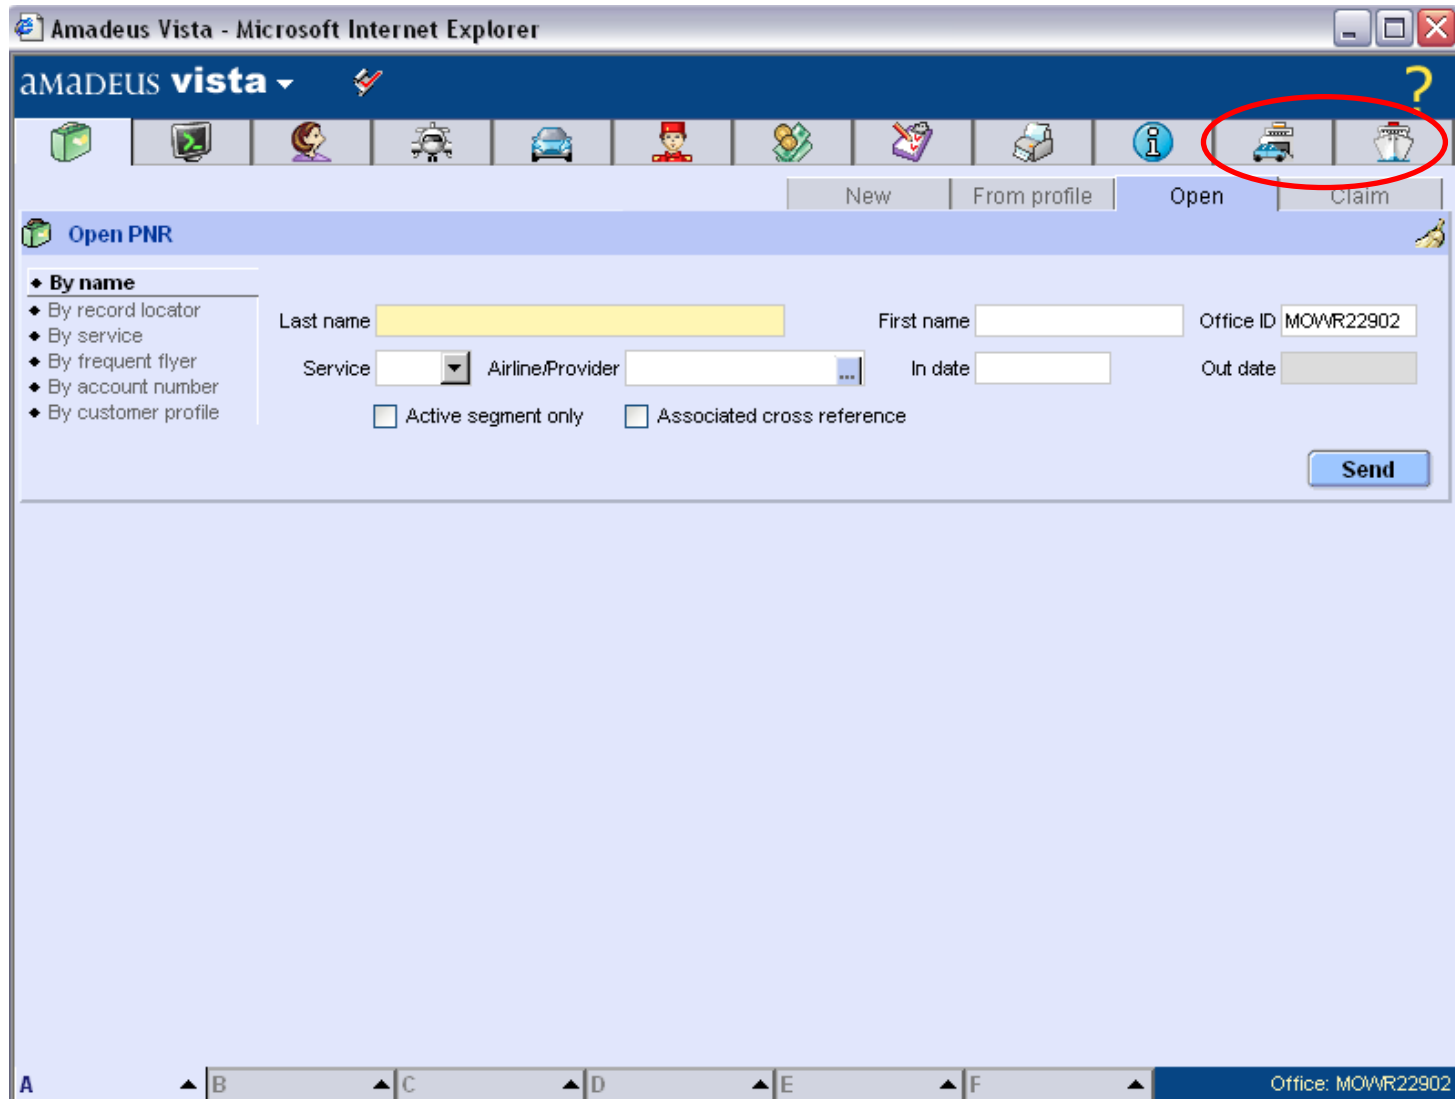 Amadeus Vista - Microsoft Internet Explorer
aMaDEUS vista
?
New From profile Open Claim
Open PNR
By name
By record locator
By service
By frequent flyer
By account number
By customer profile
Last name First name Office ID MOWR22902
Service Airline/Provider ... In date Out date
Active segment only Associated cross reference
Send
A B C D E F Office: MOWR22902